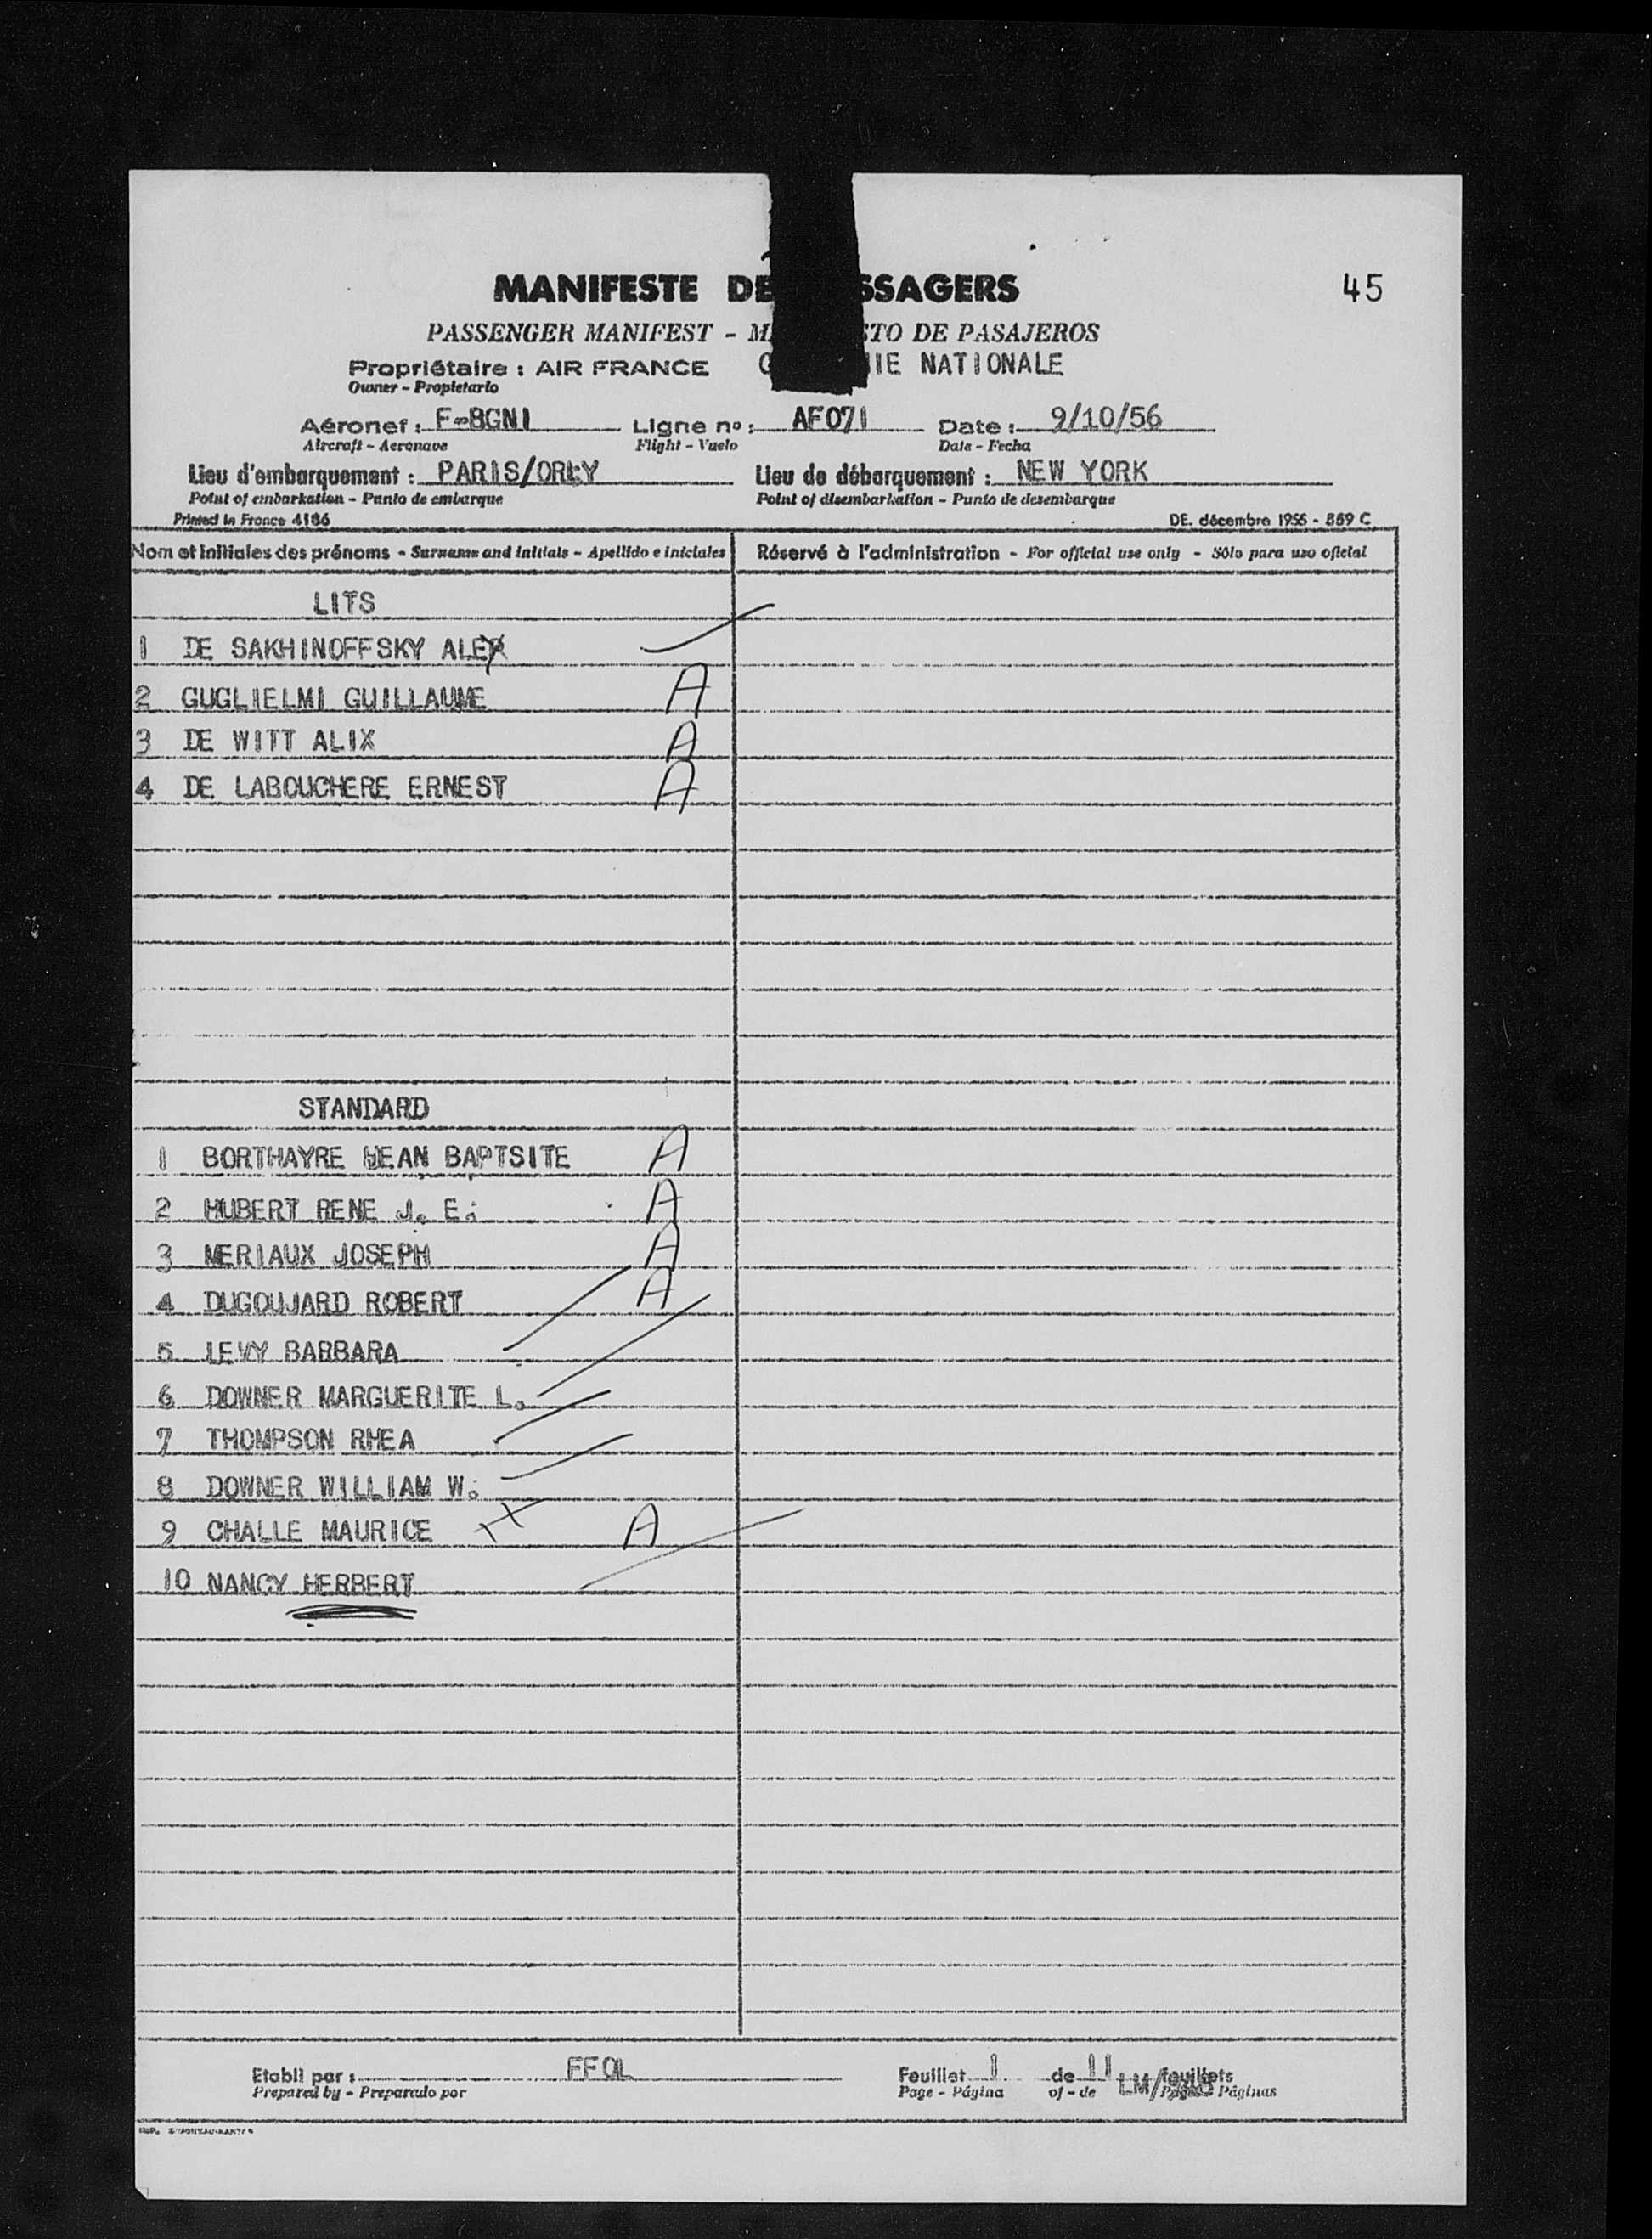 45
MANIFESTE DE SSAGERS
PASSENGER MANIFEST - M STO DE PASAJEROS
Propriétaire : AIR FRANCE C NIE NATIONALE
Owner - Propietario
Aéronef : F-BGNI Ligne nº : AF071 Date : 9/10/56
Aircraft - Aeronave Flight - Vuelo Date - Fecha
Lieu d'embarquement : PARIS/ORLY Lieu de débarquement : NEW YORK
Point of embarkation - Punto de embarque Point of disembarkation - Punto de desembarque
Printed in France 4186 DE. décembre 1955 - 889 C
Nom et initiales des prénoms - Surname and initials - Apellido e iniciales Réservé à l'administration - For official use only - Sólo para uso oficial
LITS
1 DE SAKHINOFFSKY ALEX
2 GUGLIELMI GUILLAUME A
3 DE WITT ALIX A
4 DE LABOUCHERE ERNEST A
STANDARD
1 BORTHAYRE JEAN BAPTSITE A
2 HUBERT RENE J. E. A
3 MERIAUX JOSEPH A
4 DUGOUJARD ROBERT A
5 LEVY BARBARA
6 DOWNER MARGUERITE L.
7 THOMPSON RHEA
8 DOWNER WILLIAM W.
9 CHALLE MAURICE A
10 NANCY HERBERT
Etabli par : FFOL Feuillet 1 de 11 feuillets
Prepared by - Preparado por Page - Página of - de LM/ Pages Páginas